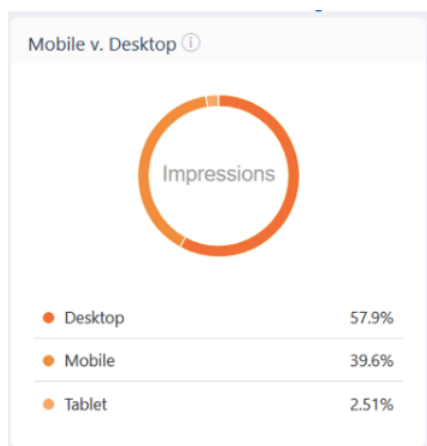 Mobile v. Desktop ⓘ
Impressions
Desktop 57.9%
Mobile 39.6%
Tablet 2.51%